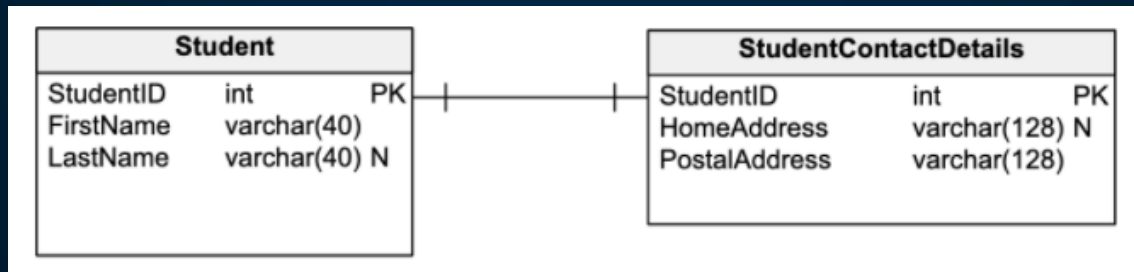 Student
StudentID int PK
FirstName varchar(40)
LastName varchar(40) N
StudentContactDetails
StudentID int PK
HomeAddress varchar(128) N
PostalAddress varchar(128)